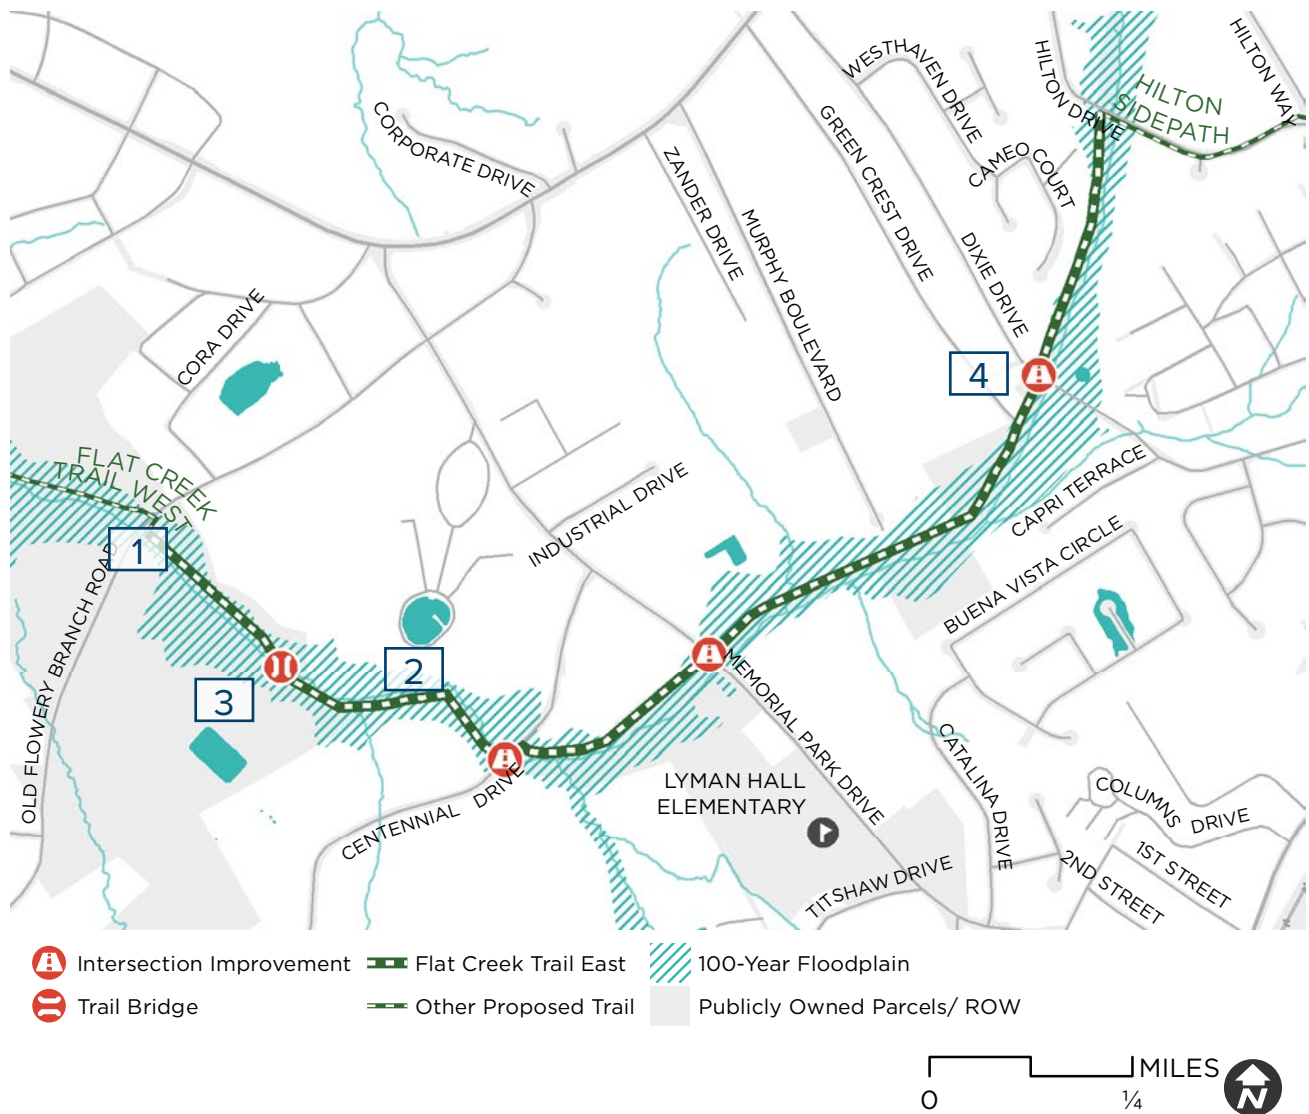 HILTON DRIVE
HILTON WAY
HILTON
SIDEPATH
WESTHAVEN DRIVE
CAMEO COURT
CORPORATE DRIVE
GREEN CREST DRIVE
ZANDER DRIVE
MURPHY BOULEVARD
DIXIE DRIVE
CORA DRIVE
4
FLAT CREEK
TRAIL WEST
1
INDUSTRIAL DRIVE
CAPRI TERRACE
BUENA VISTA CIRCLE
OLD FLOWERY BRANCH ROAD
2
3
MEMORIAL PARK DRIVE
CATALINA DRIVE
LYMAN HALL
ELEMENTARY
CENTENNIAL DRIVE
COLUMNS DRIVE
1ST STREET
2ND STREET
TITSHAW DRIVE
Intersection Improvement
Flat Creek Trail East
100-Year Floodplain
Trail Bridge
Other Proposed Trail
Publicly Owned Parcels/ ROW
MILES
0
¼
N